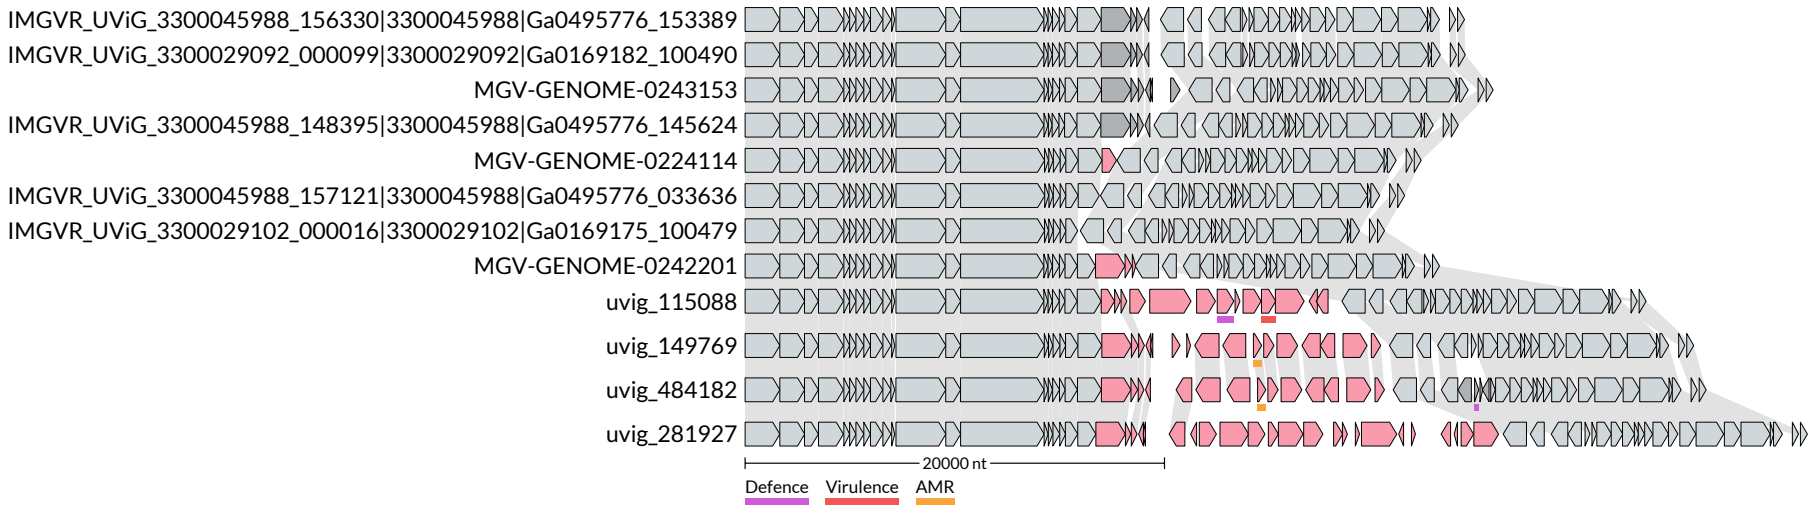 IMGVR_UViG_3300045988_156330|3300045988|Ga0495776_153389
IMGVR_UViG_3300029092_000099|3300029092|Ga0169182_100490
MGV-GENOME-0243153
IMGVR_UViG_3300045988_148395|3300045988|Ga0495776_145624
MGV-GENOME-0224114
IMGVR_UViG_3300045988_157121|3300045988|Ga0495776_033636
IMGVR_UViG_3300029102_000016|3300029102|Ga0169175_100479
MGV-GENOME-0242201
uvig_115088
uvig_149769
uvig_484182
uvig_281927
20000 nt
Defence Virulence AMR